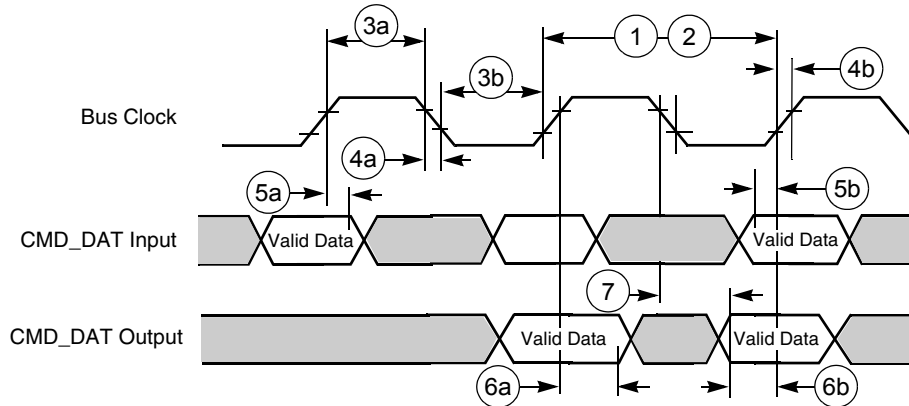 3a
1
2
3b
4b
Bus Clock
4a
5a
5b
CMD_DAT Input
Valid Data
Valid Data
7
CMD_DAT Output
Valid Data
Valid Data
6a
6b